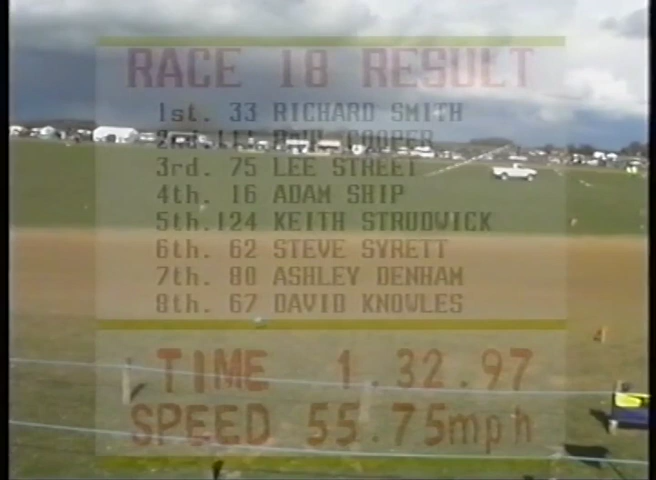 RACE 18 RESULT
1st. 33 RICHARD SMITH
2nd. COOPER
3rd. 75 LEE STREET
4th. 16 ADAM SHIP
5th.124 KEITH STRUDWICK
6th. 62 STEVE SYRETT
7th. 80 ASHLEY DENHAM
8th. 67 DAVID KNOWLES
TIME 1.32.97
SPEED 55.75mph